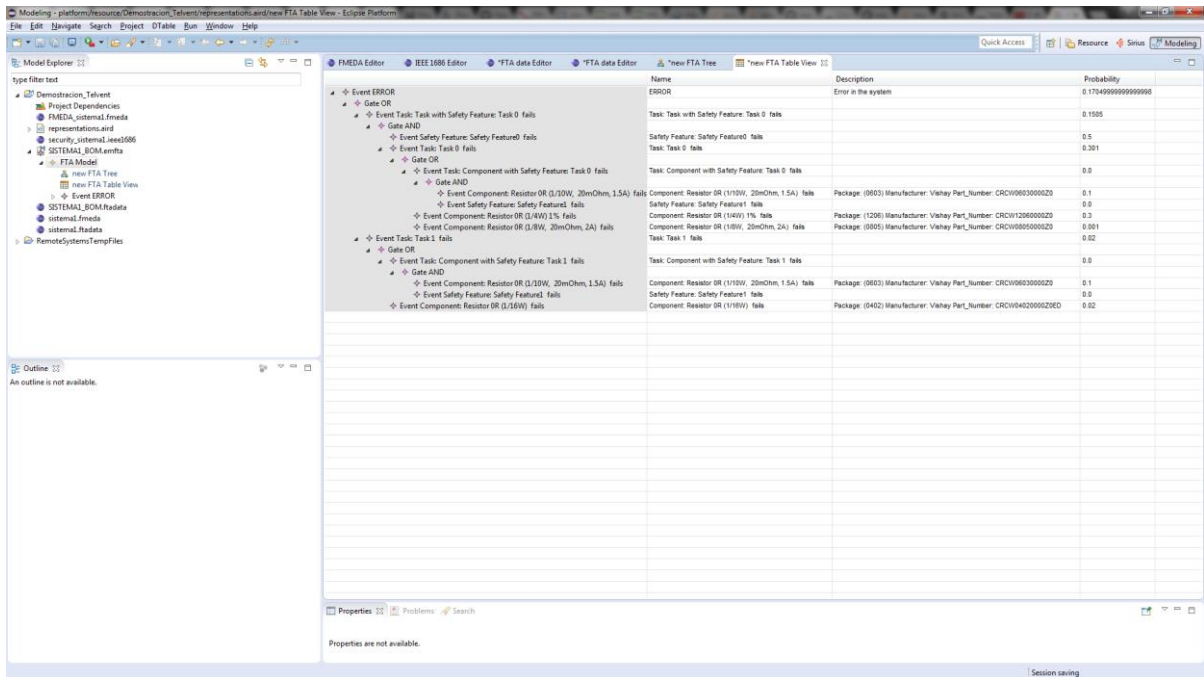 Modeling - platform:/resource/Demostracion_Telvent/representations.aird/new FTA Table View - Eclipse Platform
File Edit Navigate Search Project DTable Run Window Help
Quick Access Resource Sirius Modeling
Model Explorer
type filter text
Demostracion_Telvent
Project Dependencies
FMEDA_sistema1.fmeda
representations.aird
security_sistema1.ieee1686
SISTEMA1_BOM.emfta
FTA Model
new FTA Tree
new FTA Table View
Event ERROR
SISTEMA1_BOM.ftadata
sistema1.fmeda
sistema1.ftadata
RemoteSystemsTempFiles
Outline
An outline is not available.
FMEDA Editor IEEE 1686 Editor *FTA data Editor *FTA data Editor *new FTA Tree *new FTA Table View
Name Description Probability
Event ERROR ERROR Error in the system 0.17049999999999998
Gate OR
Event Task: Task with Safety Feature: Task 0 fails Task: Task with Safety Feature: Task 0 fails 0.1505
Gate AND
Event Safety Feature: Safety Feature0 fails Safety Feature: Safety Feature0 fails 0.5
Event Task: Task 0 fails Task: Task 0 fails 0.301
Gate OR
Event Task: Component with Safety Feature: Task 0 fails Task: Component with Safety Feature: Task 0 fails 0.0
Gate AND
Event Component: Resistor 0R (1/10W, 20mOhm, 1.5A) fails Component: Resistor 0R (1/10W, 20mOhm, 1.5A) fails Package: (0603) Manufacturer: Vishay Part_Number: CRCW06030000Z0 0.1
Event Safety Feature: Safety Feature1 fails Safety Feature: Safety Feature1 fails 0.0
Event Component: Resistor 0R (1/4W) 1% fails Component: Resistor 0R (1/4W) 1% fails Package: (1206) Manufacturer: Vishay Part_Number: CRCW12060000Z0 0.3
Event Component: Resistor 0R (1/8W, 20mOhm, 2A) fails Component: Resistor 0R (1/8W, 20mOhm, 2A) fails Package: (0805) Manufacturer: Vishay Part_Number: CRCW08050000Z0 0.001
Event Task: Task 1 fails Task: Task 1 fails 0.02
Gate OR
Event Task: Component with Safety Feature: Task 1 fails Task: Component with Safety Feature: Task 1 fails 0.0
Gate AND
Event Component: Resistor 0R (1/10W, 20mOhm, 1.5A) fails Component: Resistor 0R (1/10W, 20mOhm, 1.5A) fails Package: (0603) Manufacturer: Vishay Part_Number: CRCW06030000Z0 0.1
Event Safety Feature: Safety Feature1 fails Safety Feature: Safety Feature1 fails 0.0
Event Component: Resistor 0R (1/16W) fails Component: Resistor 0R (1/16W) fails Package: (0402) Manufacturer: Vishay Part_Number: CRCW04020000Z0ED 0.02
Properties Problems Search
Properties are not available.
Session saving